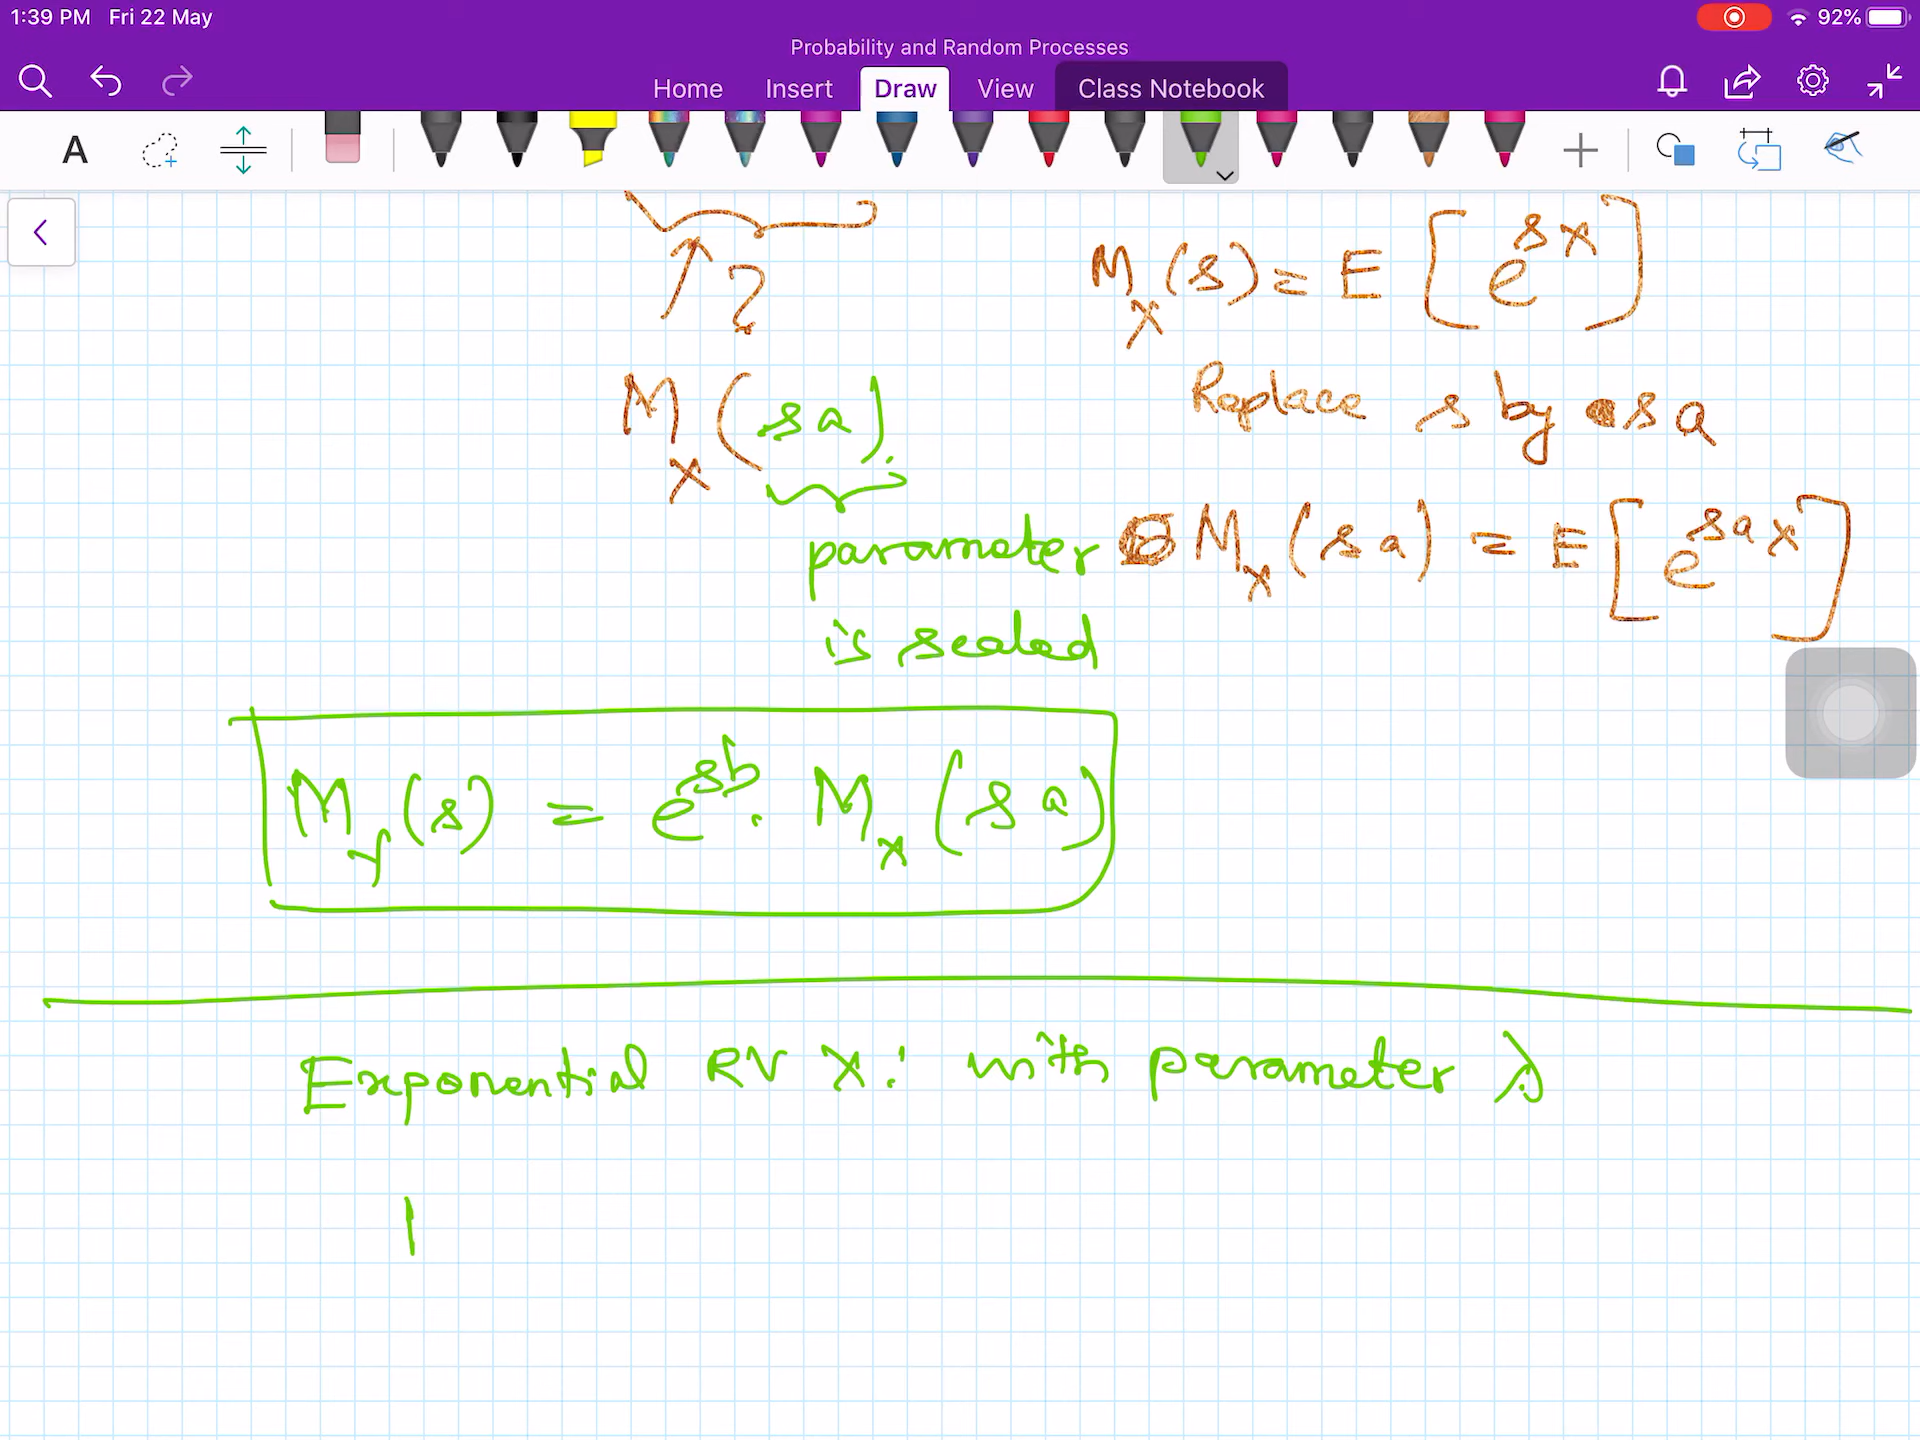 1:39 PM Fri 22 May
92%
Probability and Random Processes
Home Insert Draw View Class Notebook
A
?
M_X(s) = E[e^{sX}]
M_X(sa)
Replace s by sa
parameter
is scaled
M_X(sa) = E[e^{saX}]
M_Y(s) = e^{sb} . M_X(sa)
Exponential RV X: with parameter λ.